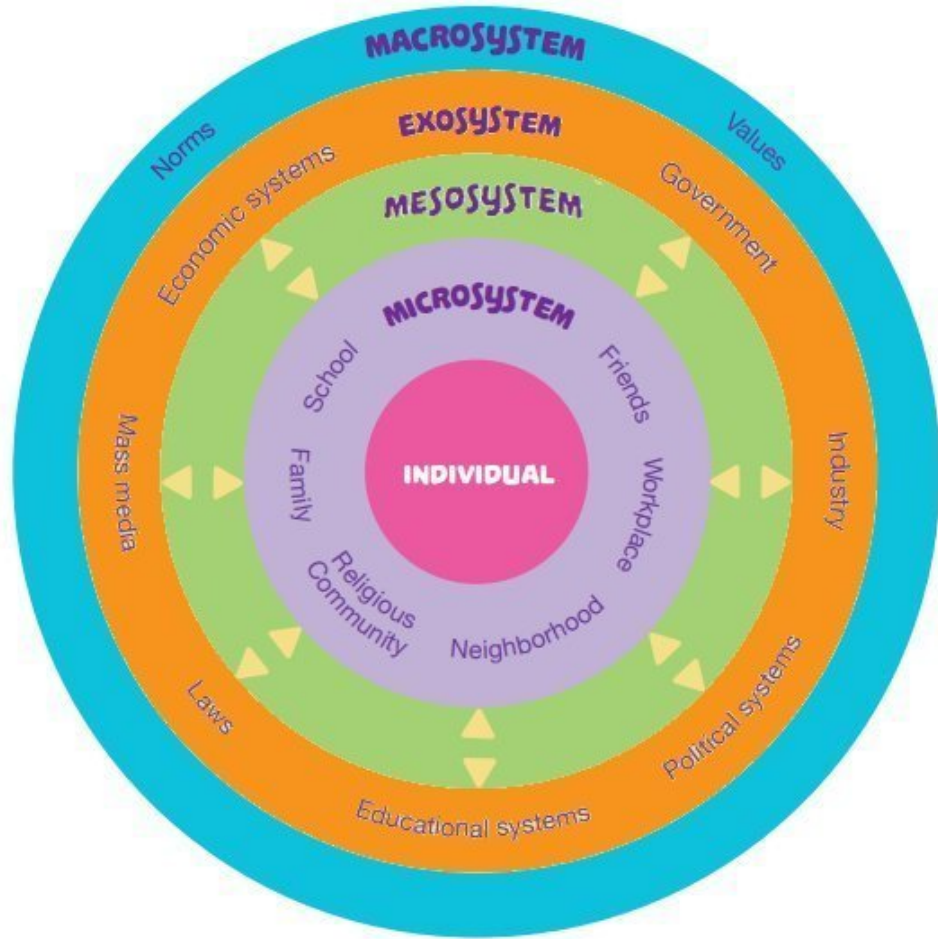 MACROSYSTEM
Norms
Values
EXOSYSTEM
Economic systems
Government
Mass media
Industry
Laws
Political systems
Educational systems
MESOSYSTEM
MICROSYSTEM
School
Friends
Family
Workplace
Religious
Community
Neighborhood
INDIVIDUAL